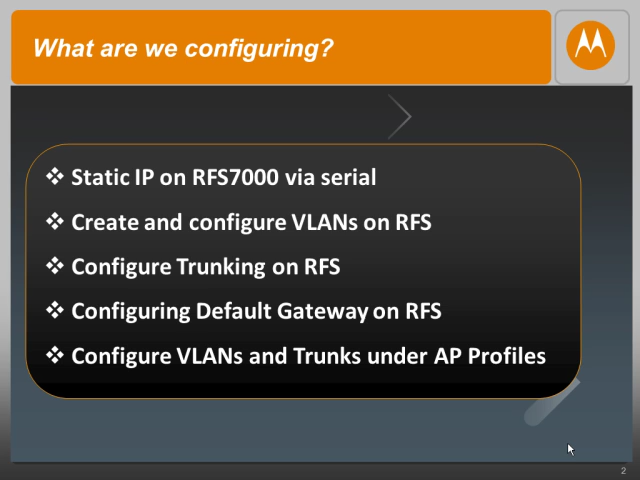 What are we configuring?
❖ Static IP on RFS7000 via serial
❖ Create and configure VLANs on RFS
❖ Configure Trunking on RFS
❖ Configuring Default Gateway on RFS
❖ Configure VLANs and Trunks under AP Profiles
2